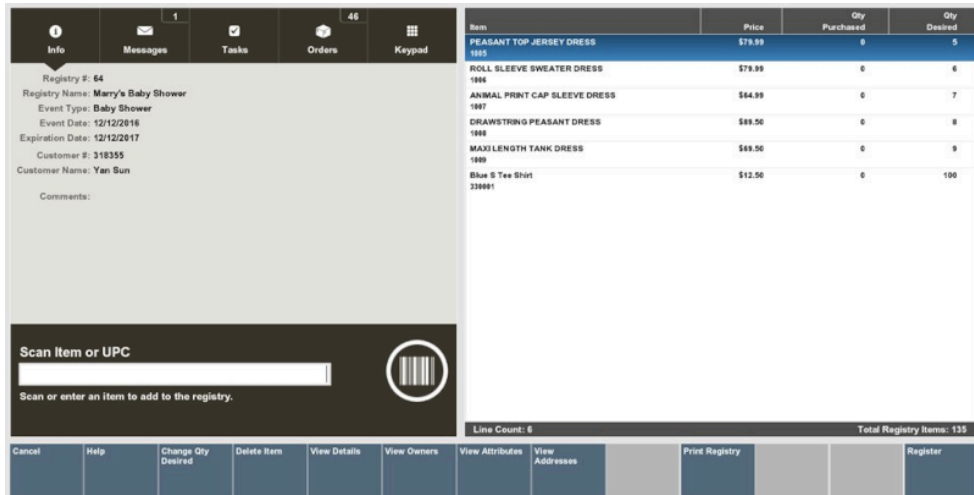 1
46
Info
Messages
Tasks
Orders
Keypad
Registry #: 64
Registry Name: Marry's Baby Shower
Event Type: Baby Shower
Event Date: 12/12/2016
Expiration Date: 12/12/2017
Customer #: 318355
Customer Name: Yan Sun
Comments:
Scan Item or UPC
Scan or enter an item to add to the registry.
Item Price Qty Purchased Qty Desired
PEASANT TOP JERSEY DRESS $79.99 0 5
1005
ROLL SLEEVE SWEATER DRESS $79.99 0 6
1006
ANIMAL PRINT CAP SLEEVE DRESS $64.99 0 7
1007
DRAWSTRING PEASANT DRESS $89.50 0 8
1008
MAXI LENGTH TANK DRESS $69.50 0 9
1009
Blue S Tee Shirt $12.50 0 100
330001
Line Count: 6 Total Registry Items: 135
Cancel
Help
Change Qty
Desired
Delete Item
View Details
View Owners
View Attributes
View
Addresses
Print Registry
Register